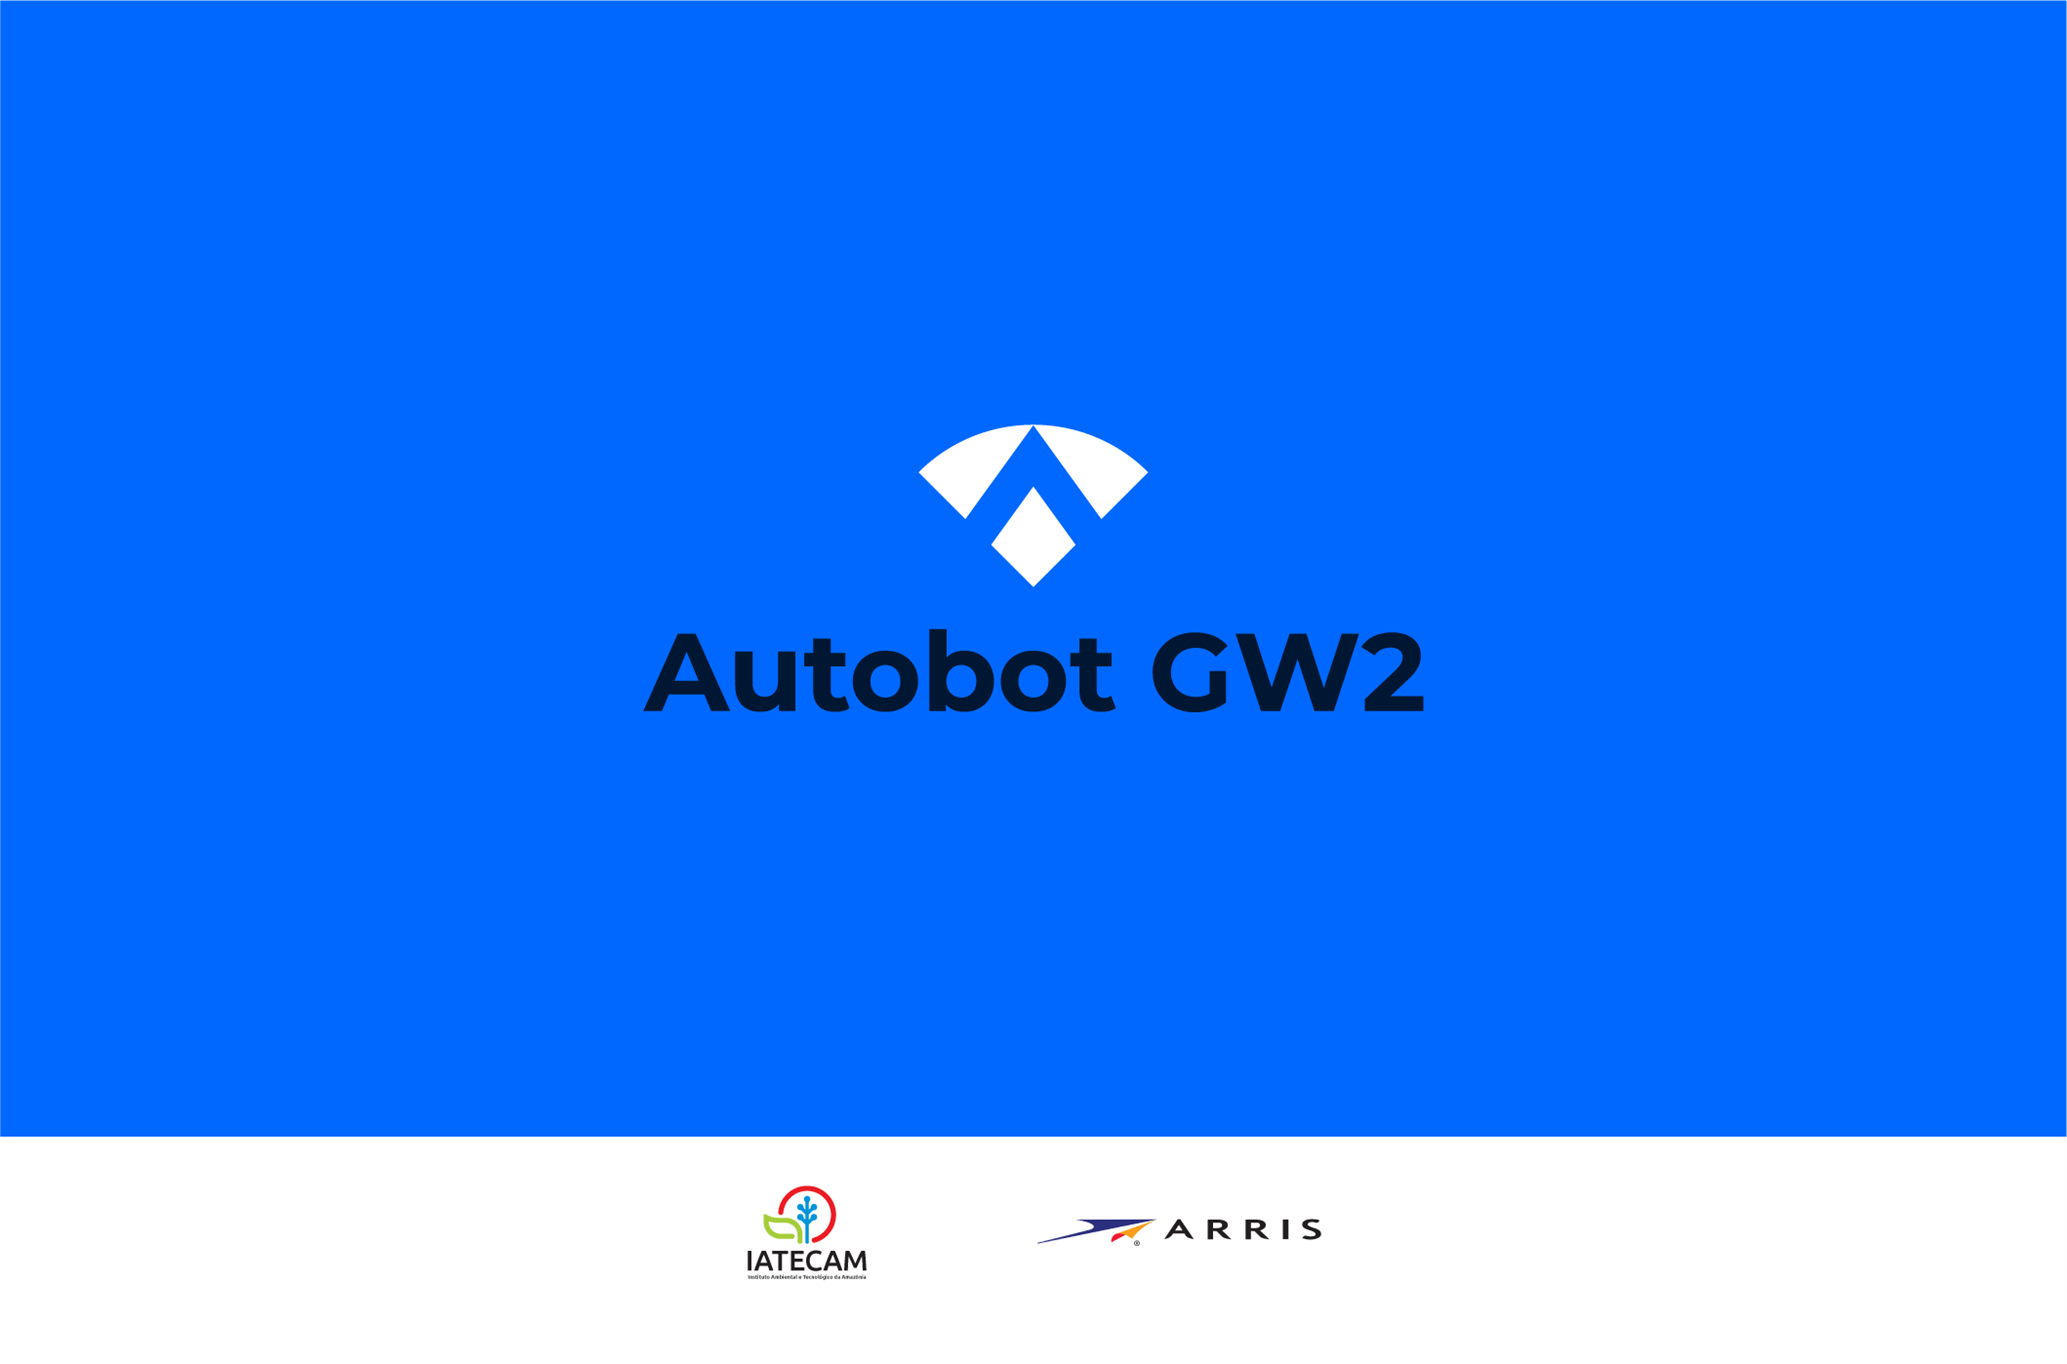 Autobot GW2
IATECAM
Instituto Ambiental e Tecnológico da Amazônia
ARRIS
®